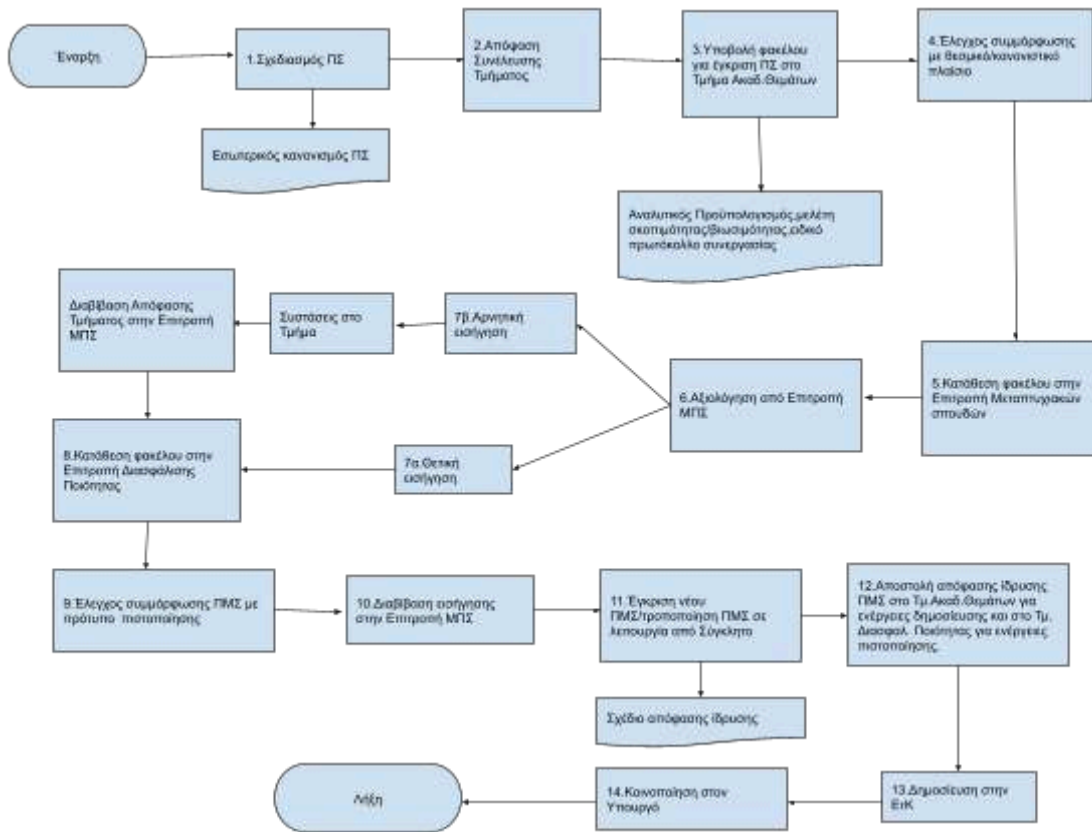 Έναρξη
1.Σχεδιασμός ΠΣ
2.Απόφαση
Συνέλευσης
Τμήματος
3.Υποβολή φακέλου
για έγκριση ΠΣ στο
Τμήμα Ακαδ.Θεμάτων
4.Έλεγχος συμμόρφωσης
με θεσμικό/κανονιστικό
πλαίσιο
Εσωτερικός κανονισμός ΠΣ
Αναλυτικός Προϋπολογισμός,μελέτη
σκοπιμότητας/βιωσιμότητας,ειδικό
πρωτόκολλο συνεργασίας
Διαβίβαση Απόφασης
Τμήματος στην Επιτροπή
ΜΠΣ
Συστάσεις στο
Τμήμα
7β.Αρνητική
εισήγηση
6.Αξιολόγηση από Επιτροπή
ΜΠΣ
5.Κατάθεση φακέλου στην
Επιτροπή Μεταπτυχιακών
σπουδών
8.Κατάθεση φακέλου στην
Επιτροπή Διασφάλισης
Ποιότητας
7α.Θετική
εισήγηση
9.Έλεγχος συμμόρφωσης ΠΜΣ με
πρότυπο πιστοποίησης
10.Διαβίβαση εισήγησης
στην Επιτροπή ΜΠΣ
11.Έγκριση νέου
ΠΜΣ/τροποποίηση ΠΜΣ σε
λειτουργία από Σύγκλητο
12.Αποστολή απόφασης ίδρυσης
ΠΜΣ στο Τμ.Ακαδ.Θεμάτων για
ενέργειες δημοσίευσης και στο Τμ.
Διασφαλ. Ποιότητας για ενέργειες
πιστοποίησης.
Σχέδιο απόφασης ίδρυσης
13.Δημοσίευση στην
ΕτΚ
14.Κοινοποίηση στον
Υπουργό
Λήξη